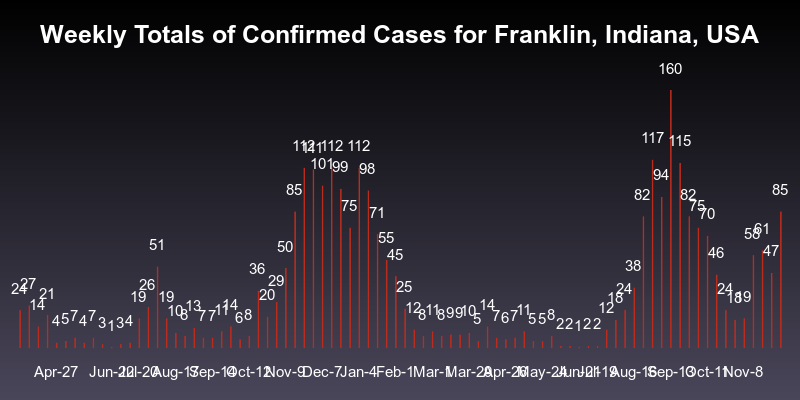 Weekly Totals of Confirmed Cases for Franklin, Indiana, USA
24 27 14 21 4 5 7 4 7 3 1 3 4 19 26 51 19 10 8 13 7 7 11 14 6 8 36 20 29 50 85 112 111 101 112 99 75 112 98 71 55 45 25 12 8 11 8 9 9 10 5 14 7 6 7 11 5 5 8 2 2 1 2 2 12 18 24 38 82 117 94 160 115 82 75 70 46 24 18 19 58 61 47 85
Apr-27 Jun-22 Jul-20 Aug-17 Sep-14 Oct-12 Nov-9 Dec-7 Jan-4 Feb-1 Mar-1 Mar-29 Apr-26 May-24 Jun-21 Jul-19 Aug-16 Sep-13 Oct-11 Nov-8